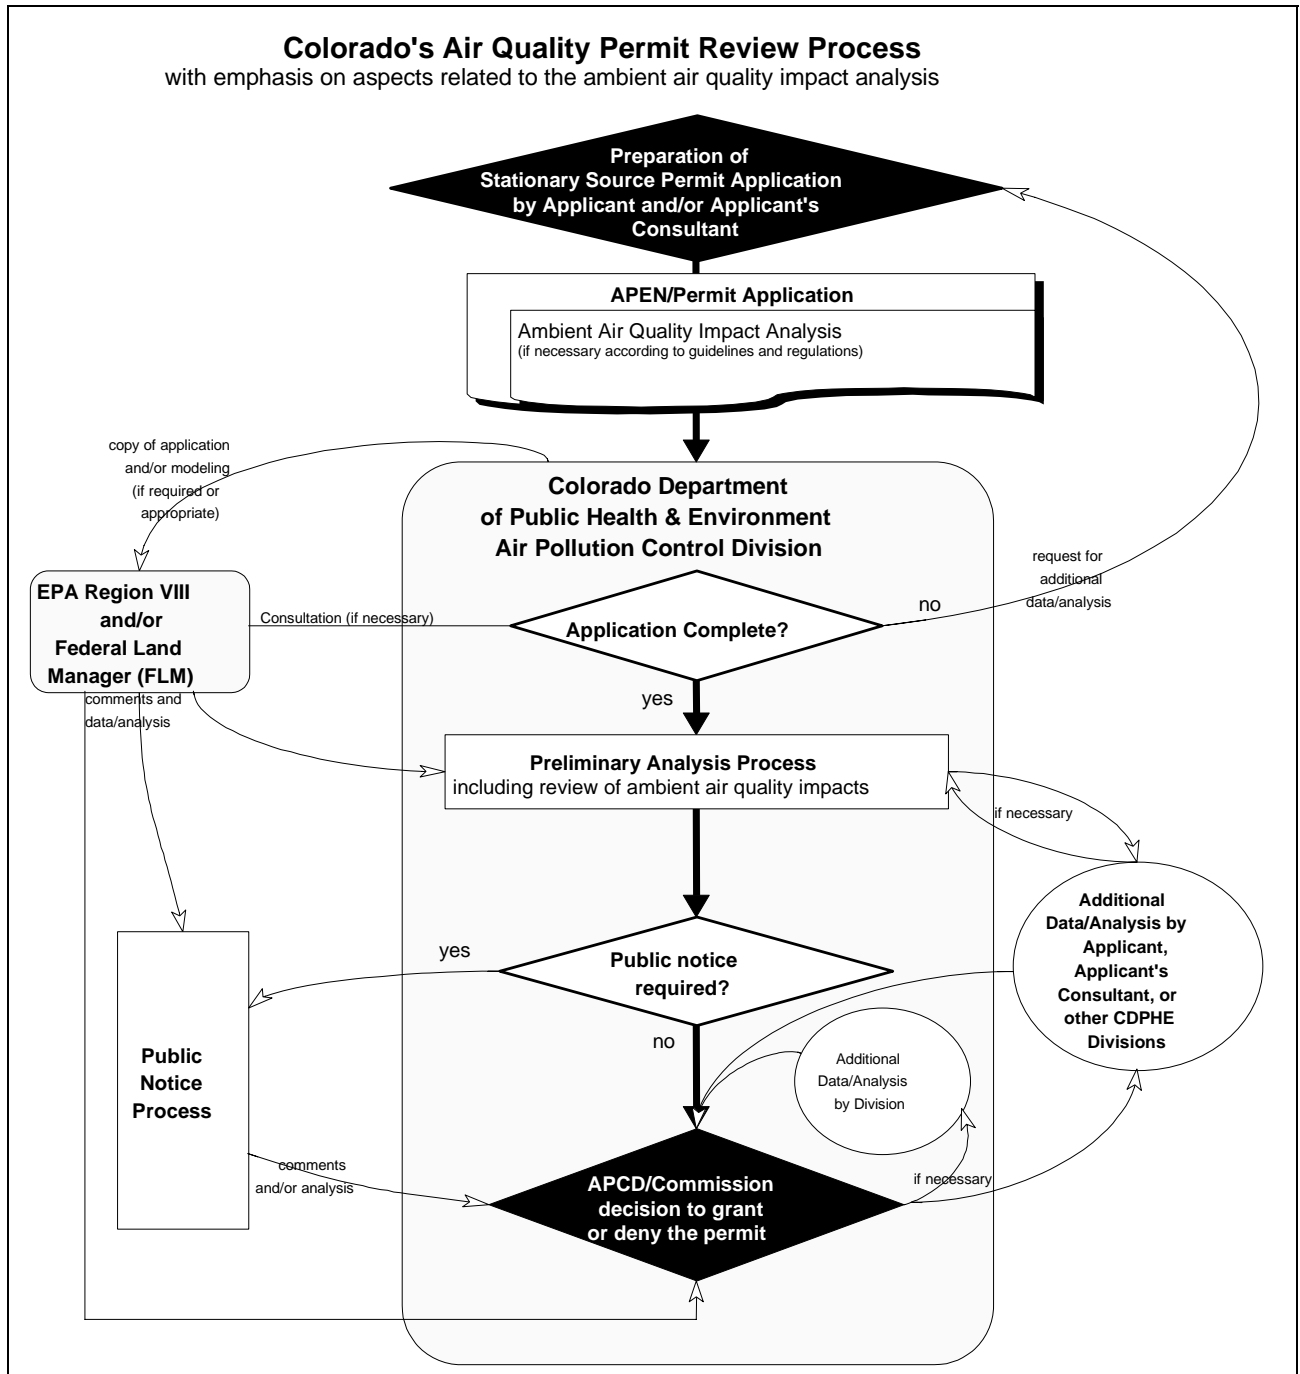 Colorado's Air Quality Permit Review Process
with emphasis on aspects related to the ambient air quality impact analysis
Preparation of
Stationary Source Permit Application
by Applicant and/or Applicant's
Consultant
APEN/Permit Application
Ambient Air Quality Impact Analysis
(if necessary according to guidelines and regulations)
copy of application
and/or modeling
(if required or
appropriate)
Colorado Department
of Public Health & Environment
Air Pollution Control Division
request for
additional
data/analysis
EPA Region VIII
and/or
Federal Land
Manager (FLM)
Consultation (if necessary)
Application Complete?
no
yes
comments and
data/analysis
Preliminary Analysis Process
including review of ambient air quality impacts
if necessary
Additional
Data/Analysis by
Applicant,
Applicant's
Consultant, or
other CDPHE
Divisions
yes
Public notice
required?
no
Public
Notice
Process
Additional
Data/Analysis
by Division
comments
and/or analysis
if necessary
APCD/Commission
decision to grant
or deny the permit